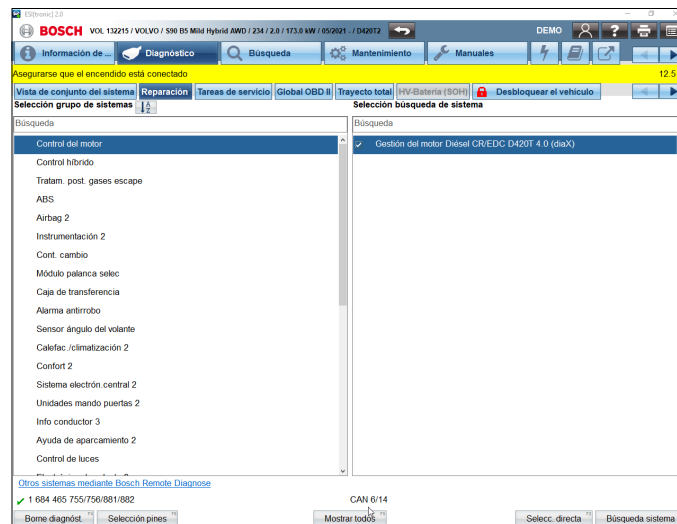 ESI[tronic] 2.0
BOSCH VOL 132215 / VOLVO / S90 B5 Mild Hybrid AWD / 234 / 2.0 / 173.0 kW / 05/2021 - / D420T2 DEMO ?
Información de ... Diagnóstico Búsqueda Mantenimiento Manuales
Asegurarse que el encendido está conectado 12.5
Vista de conjunto del sistema Reparación Tareas de servicio Global OBD II Trayecto total HV-Batería (SOH) Desbloquear el vehículo
Selección grupo de sistemas Selección búsqueda de sistema
Búsqueda Búsqueda
Control del motor Gestión del motor Diésel CR/EDC D420T 4.0 (diaX)
Control híbrido
Tratam. post. gases escape
ABS
Airbag 2
Instrumentación 2
Cont. cambio
Módulo palanca selec
Caja de transferencia
Alarma antirrobo
Sensor ángulo del volante
Calefac./climatización 2
Confort 2
Sistema electrón.central 2
Unidades mando puertas 2
Info conductor 3
Ayuda de aparcamiento 2
Control de luces
Otros sistemas mediante Bosch Remote Diagnose
1 684 465 755/756/881/882 CAN 6/14
Borne diagnóst. Selección pines Mostrar todos Selecc. directa Búsqueda sistema